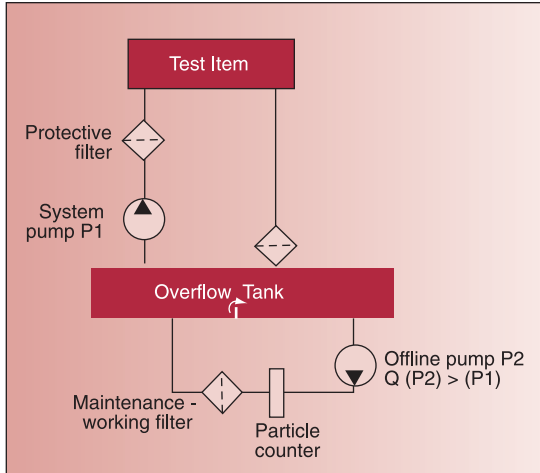 Test Item
Protective
filter
System
pump P1
Overflow Tank
Offline pump P2
Q (P2) > (P1)
Maintenance -
working filter
Particle
counter